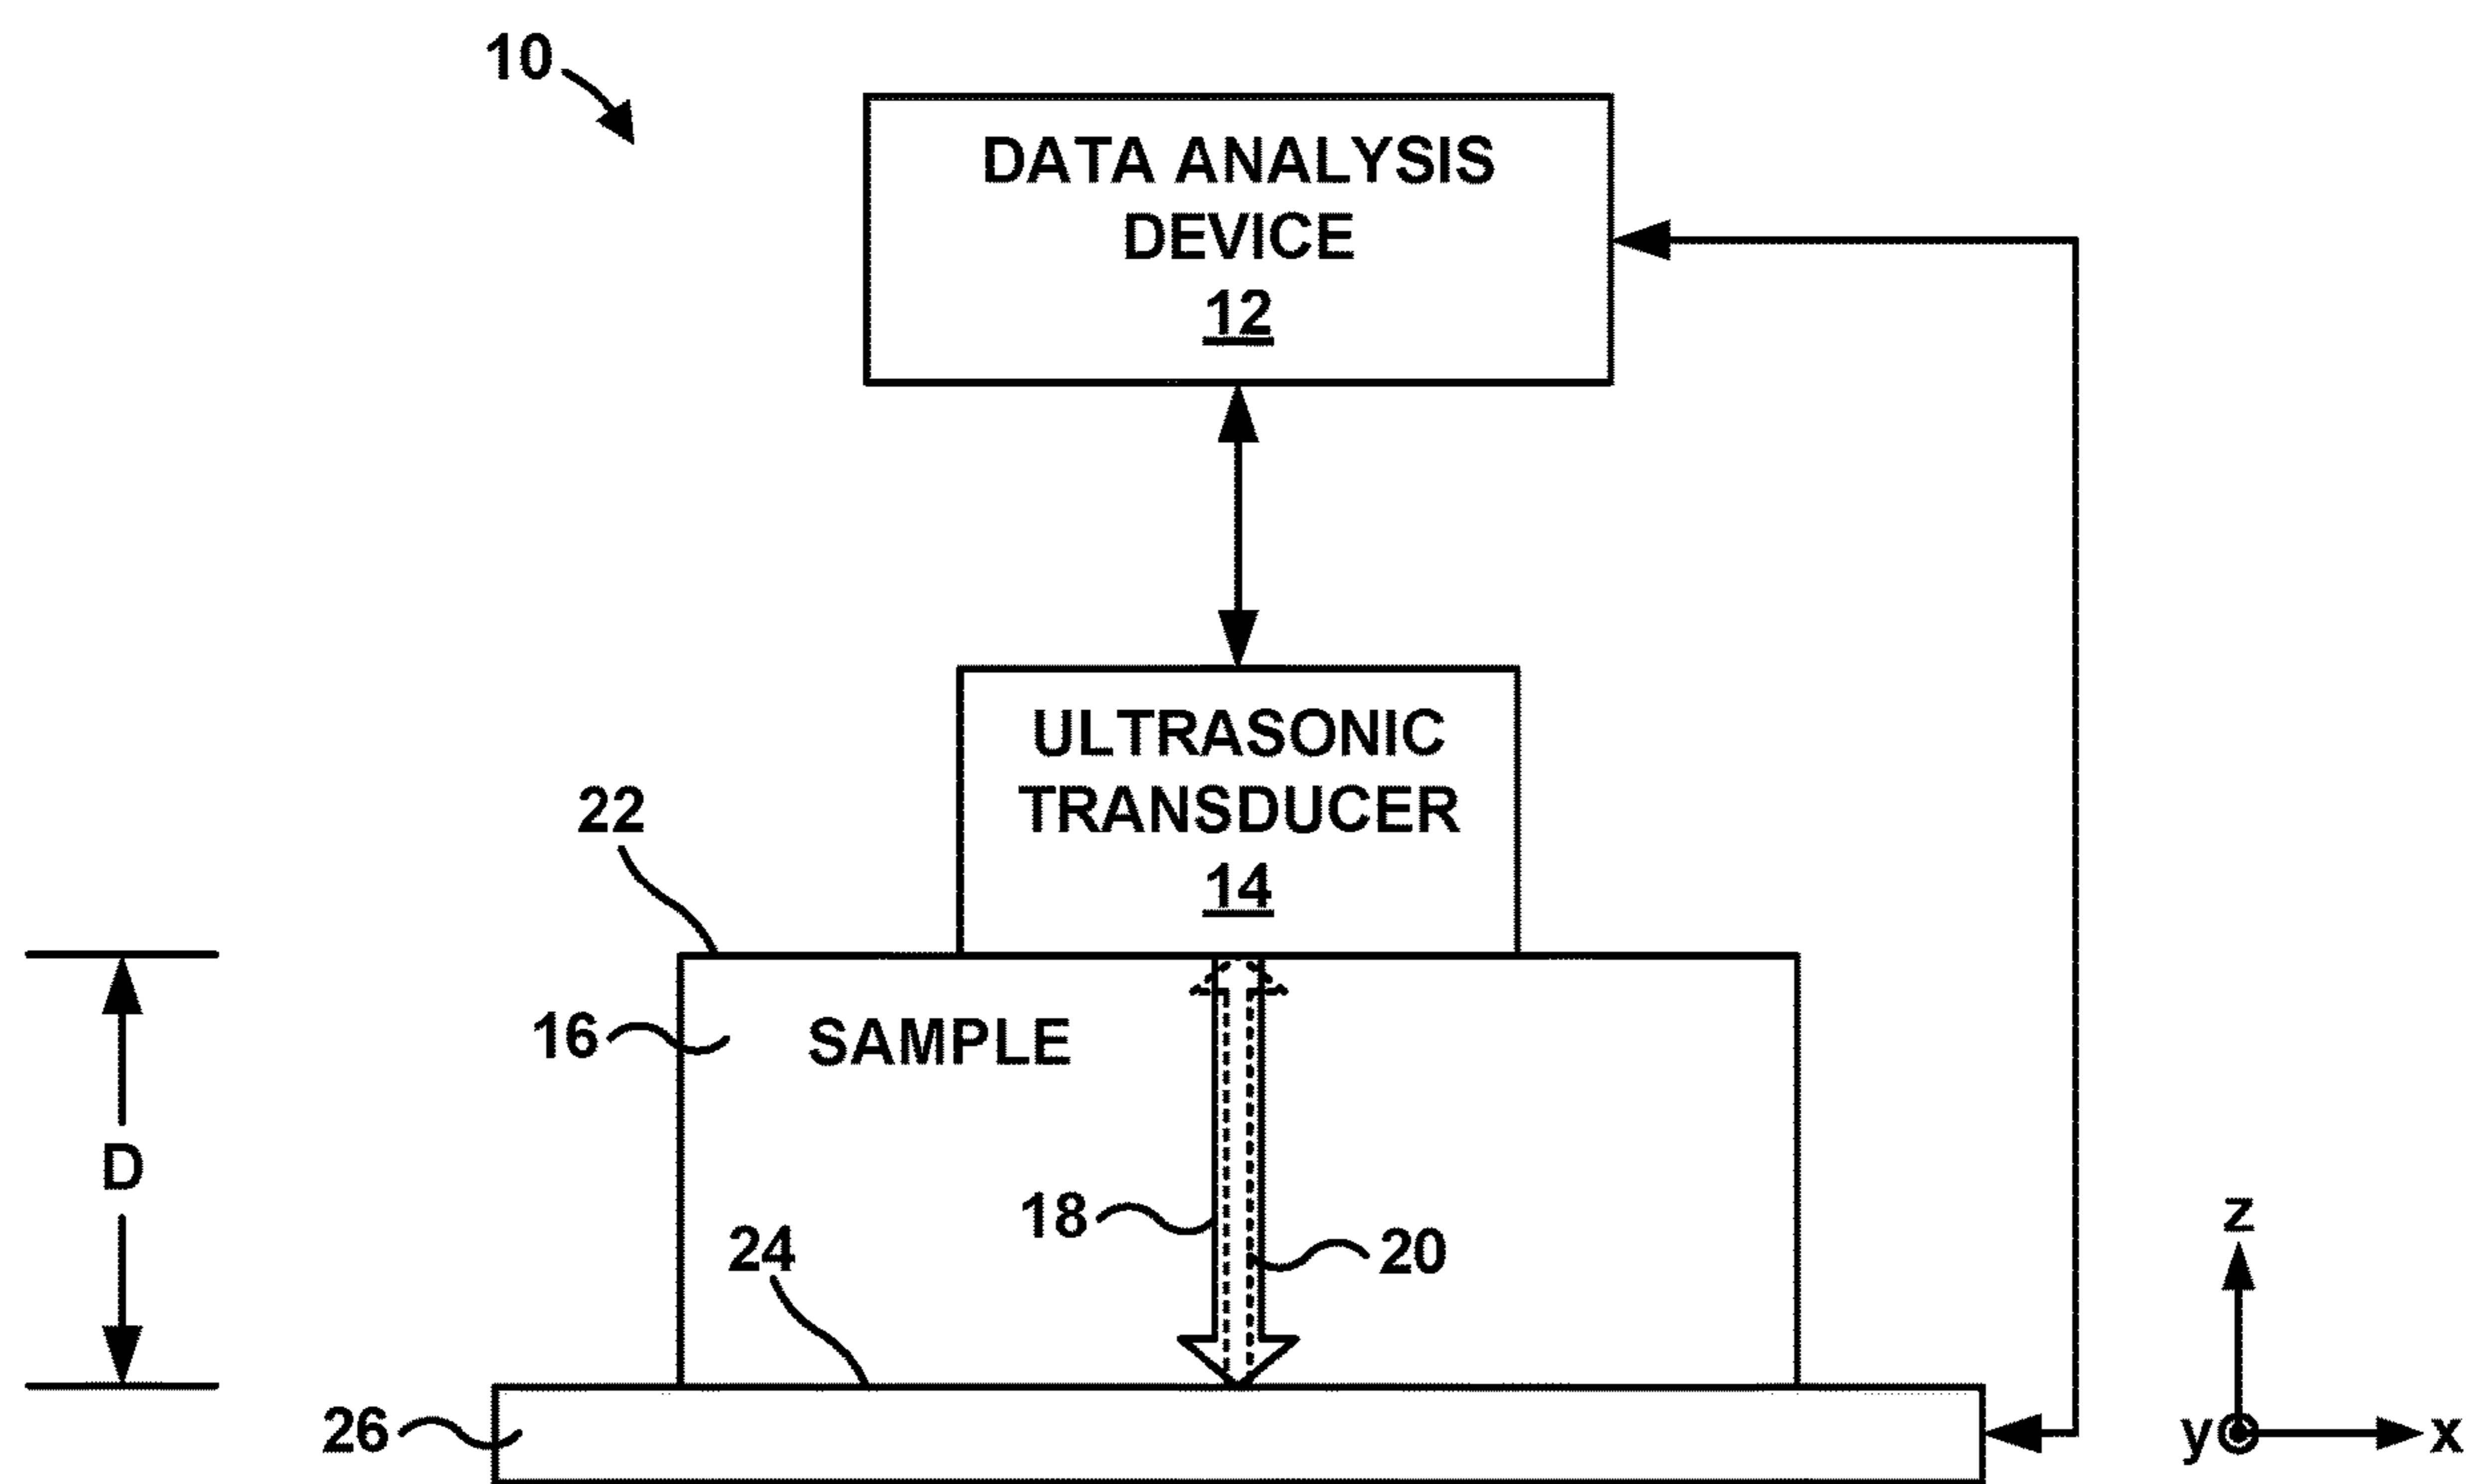 10
DATA ANALYSIS
DEVICE
12
ULTRASONIC
TRANSDUCER
14
22
16
SAMPLE
D
18
20
24
26
z
y
x